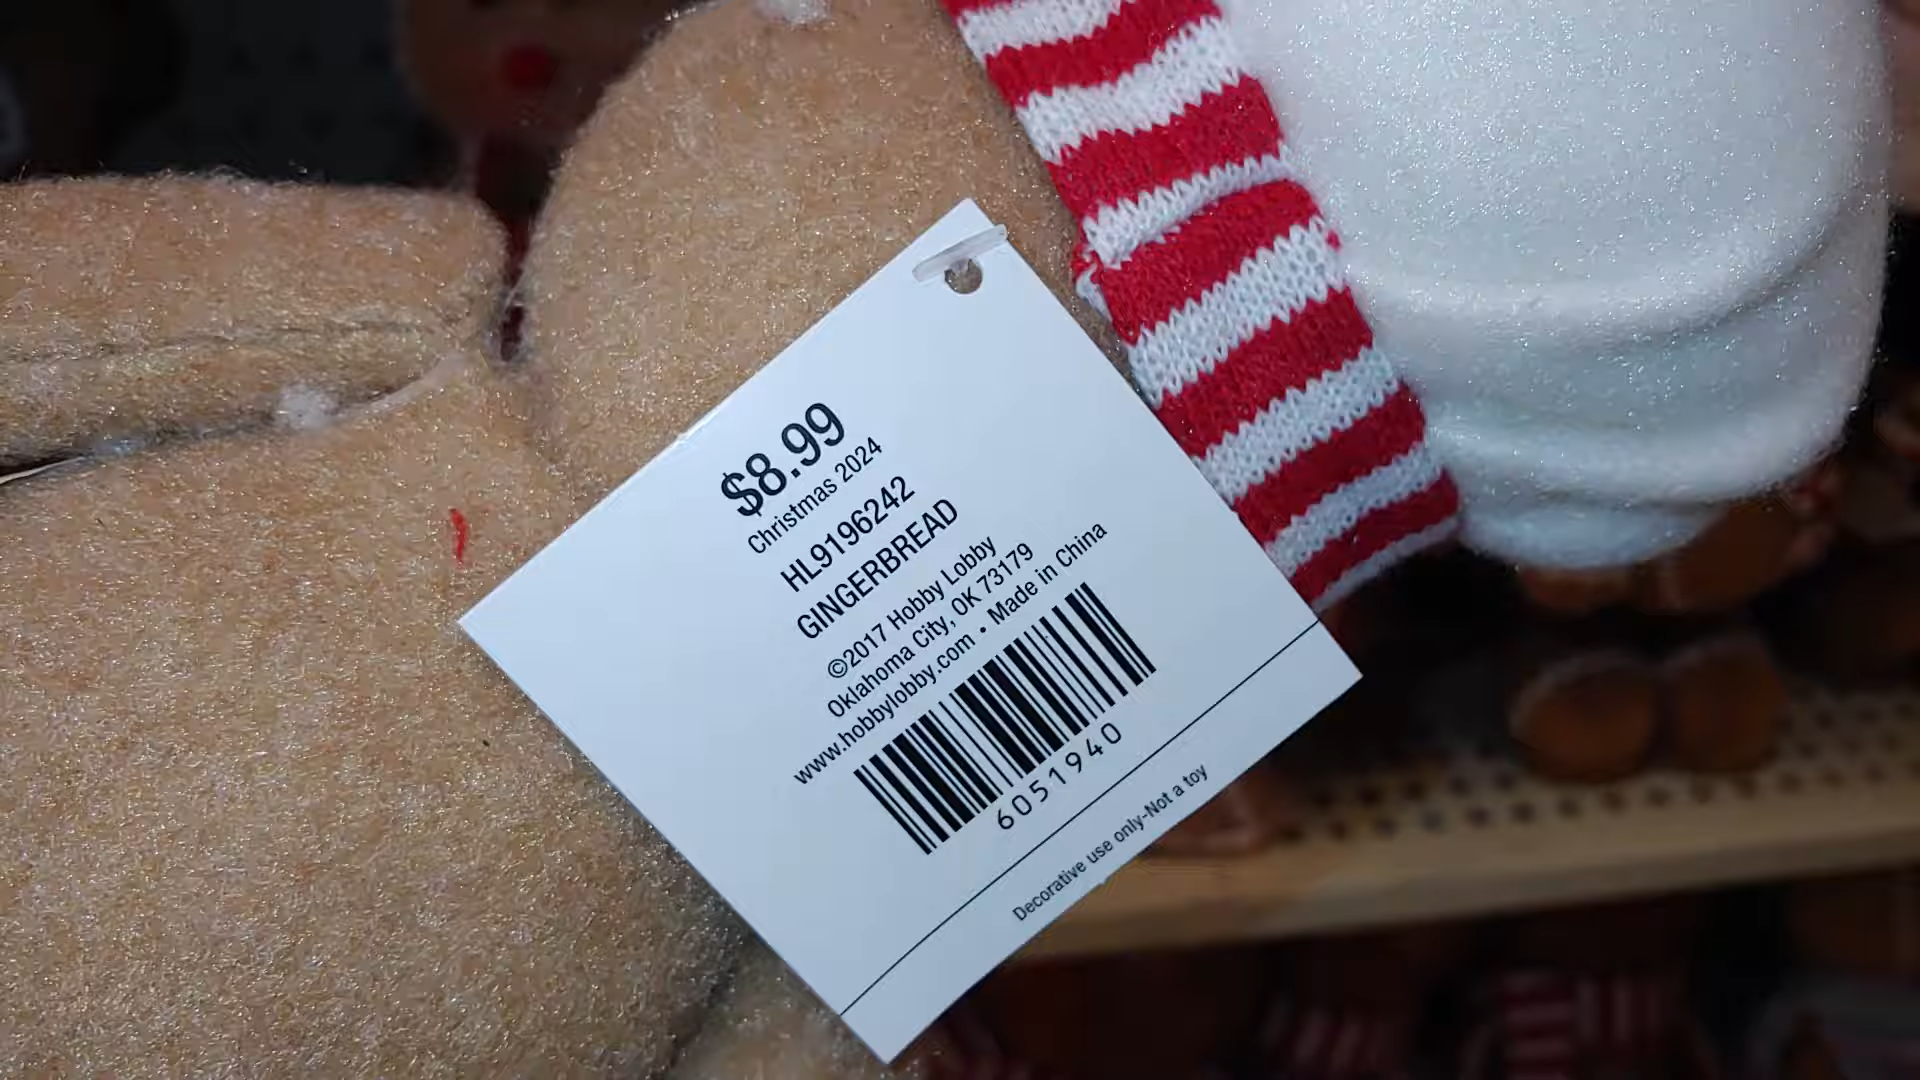 $8.99
Christmas 2024
HL9196242
GINGERBREAD
©2017 Hobby Lobby
Oklahoma City, OK 73179
www.hobbylobby.com • Made in China
6051940
Decorative use only-Not a toy